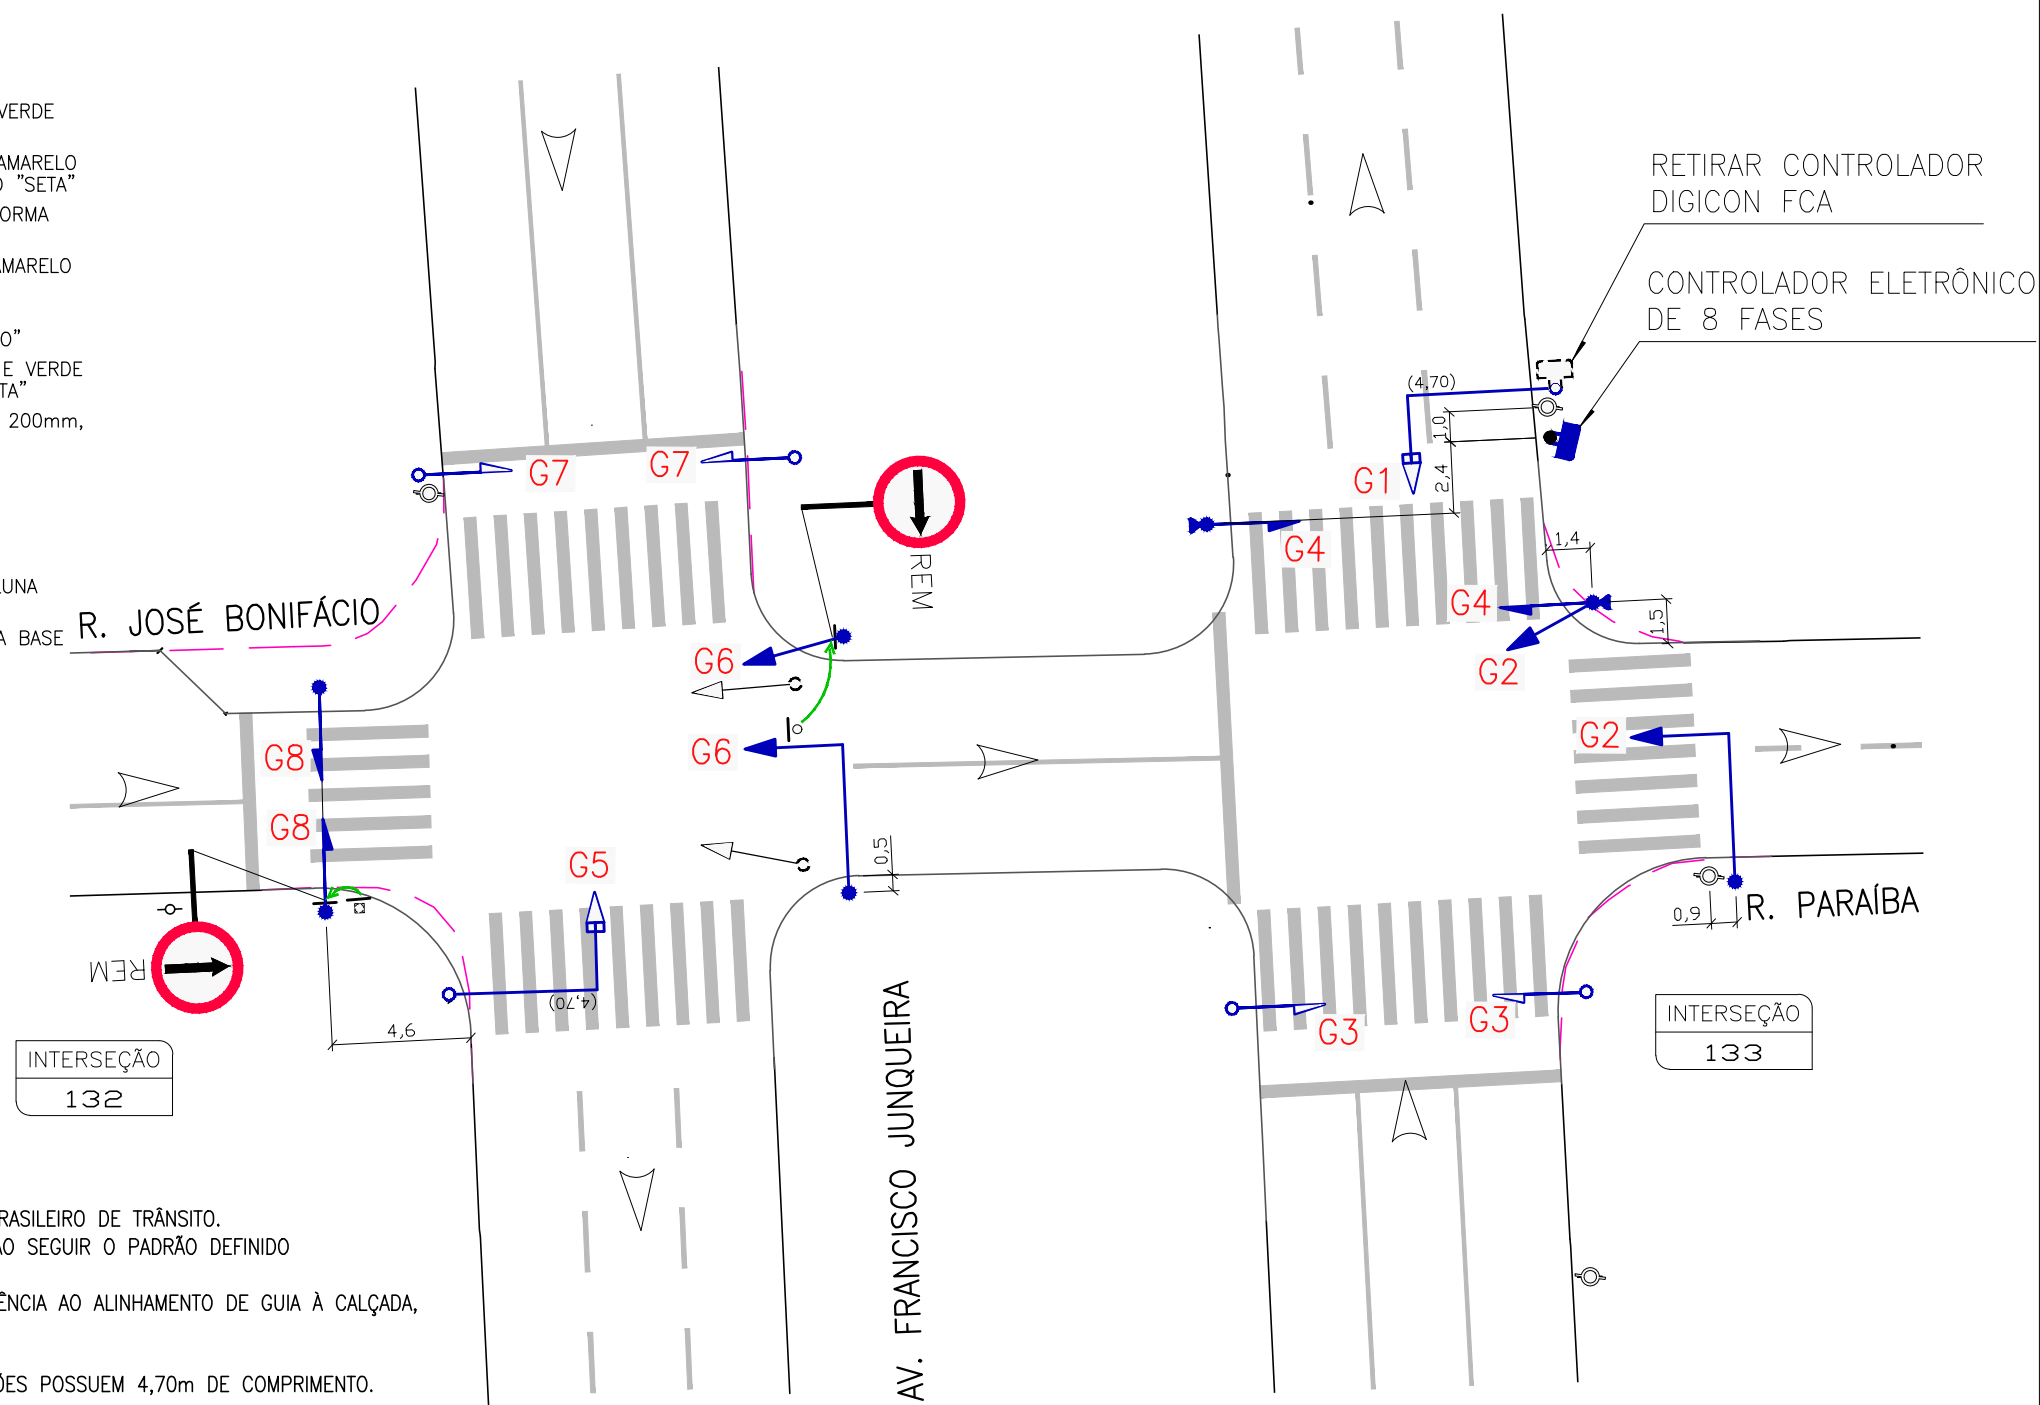 VERDE
AMARELO
O "SETA"
ORMA
AMARELO
O"
E VERDE
TA"
200mm,
UNA
A BASE
R. JOSÉ BONIFÁCIO
RETIRAR CONTROLADOR
DIGICON FCA
CONTROLADOR ELETRÔNICO
DE 8 FASES
(4,70)
1,0
2,4
G1
G7
G7
REM
G4
1,4
G4
1,5
G2
G6
G6
G2
G8
G8
G5
0,5
R. PARAÍBA
0,9
REM
(4,70)
4,6
G3
G3
INTERSEÇÃO
132
INTERSEÇÃO
133
AV. FRANCISCO JUNQUEIRA
RASILEIRO DE TRÂNSITO.
ÃO SEGUIR O PADRÃO DEFINIDO
ÊNCIA AO ALINHAMENTO DE GUIA À CALÇADA,
ÕES POSSUEM 4,70m DE COMPRIMENTO.